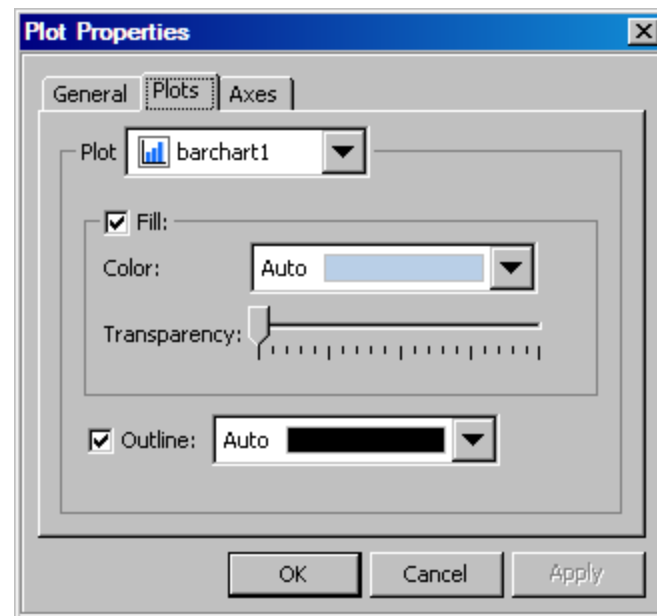 Plot Properties
General Plots Axes
Plot barchart1
Fill:
Color: Auto
Transparency:
Outline: Auto
OK Cancel Apply